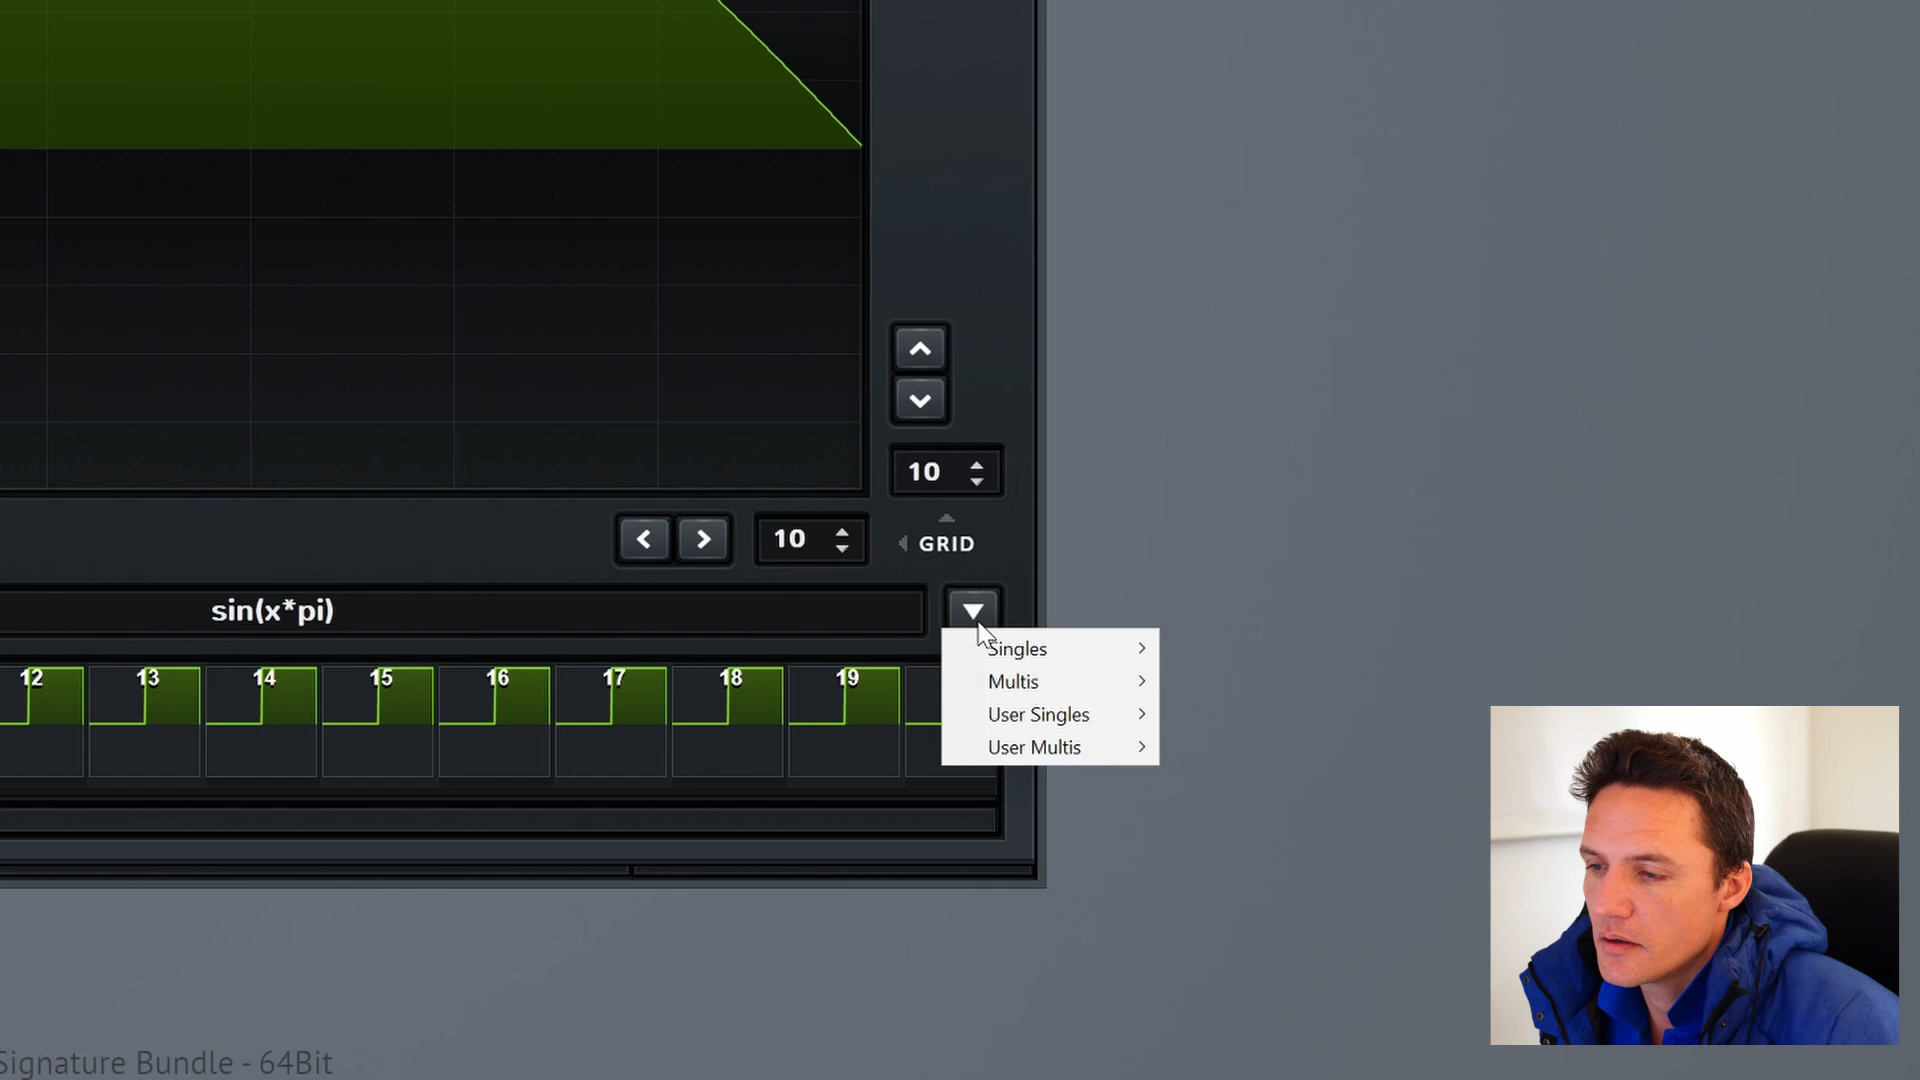 10
10
GRID
sin(x*pi)
12 13 14 15 16 17 18 19
Singles
Multis
User Singles
User Multis
Signature Bundle - 64Bit